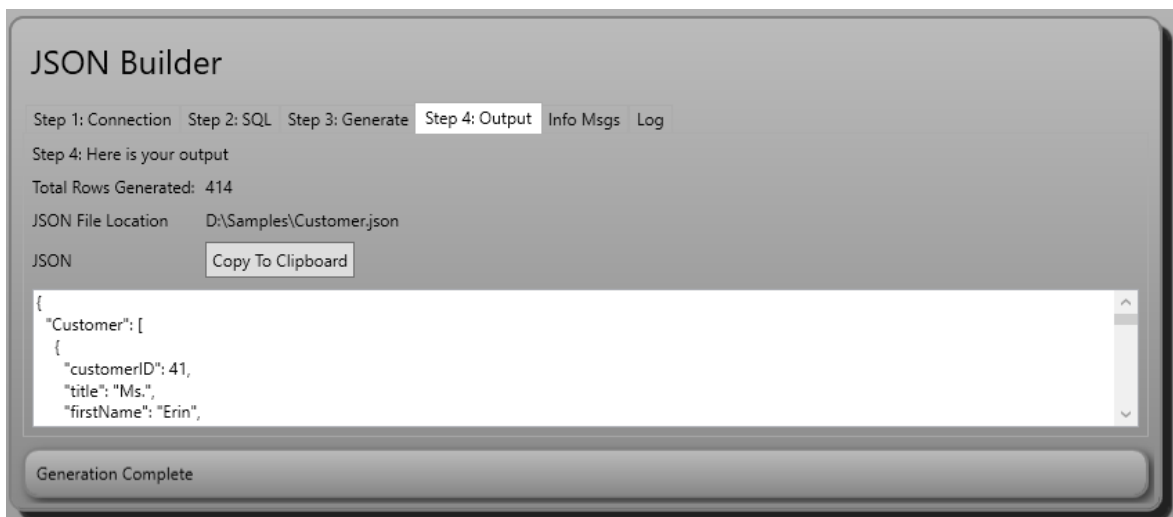 JSON Builder
Step 1: Connection Step 2: SQL Step 3: Generate Step 4: Output Info Msgs Log
Step 4: Here is your output
Total Rows Generated: 414
JSON File Location D:\Samples\Customer.json
JSON Copy To Clipboard
{
"Customer": [
{
"customerID": 41,
"title": "Ms.",
"firstName": "Erin",
Generation Complete